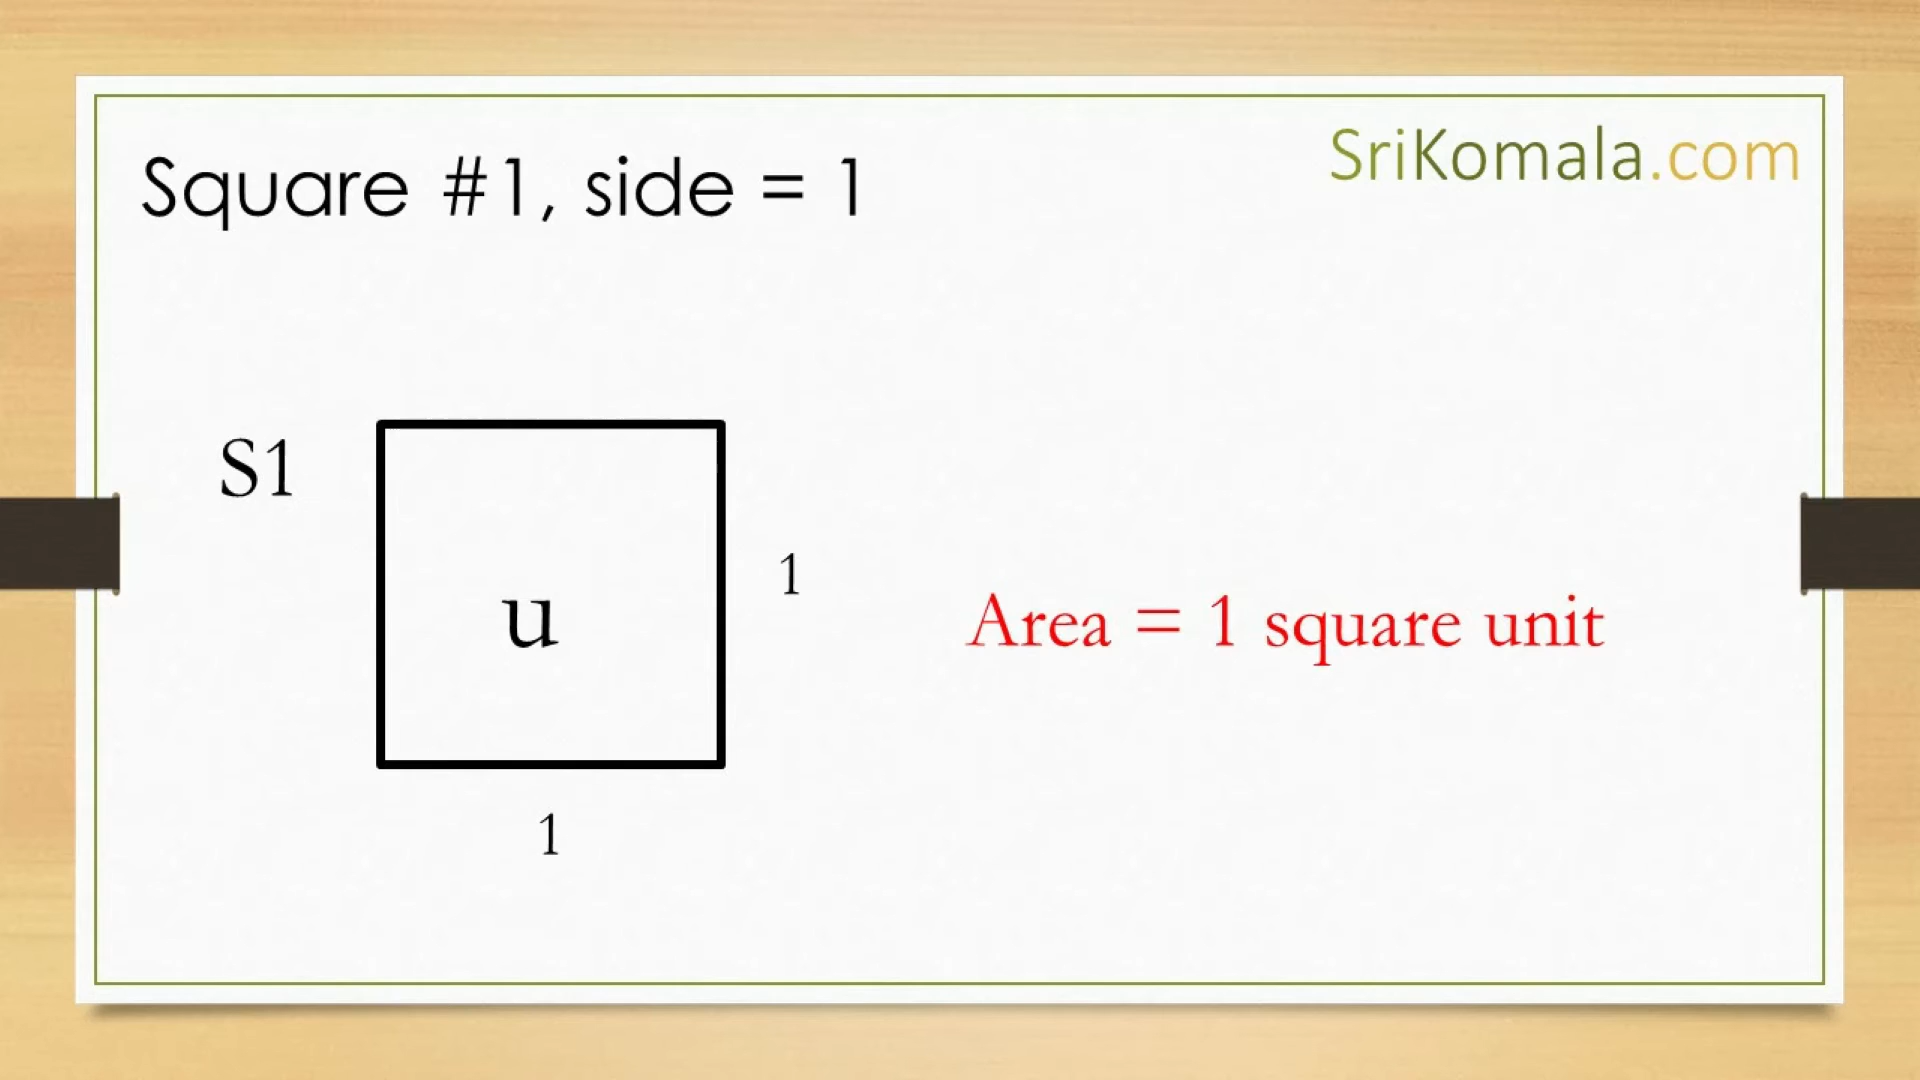 SriKomala.com
Square #1, side = 1
S1
u
1
Area = 1 square unit
1